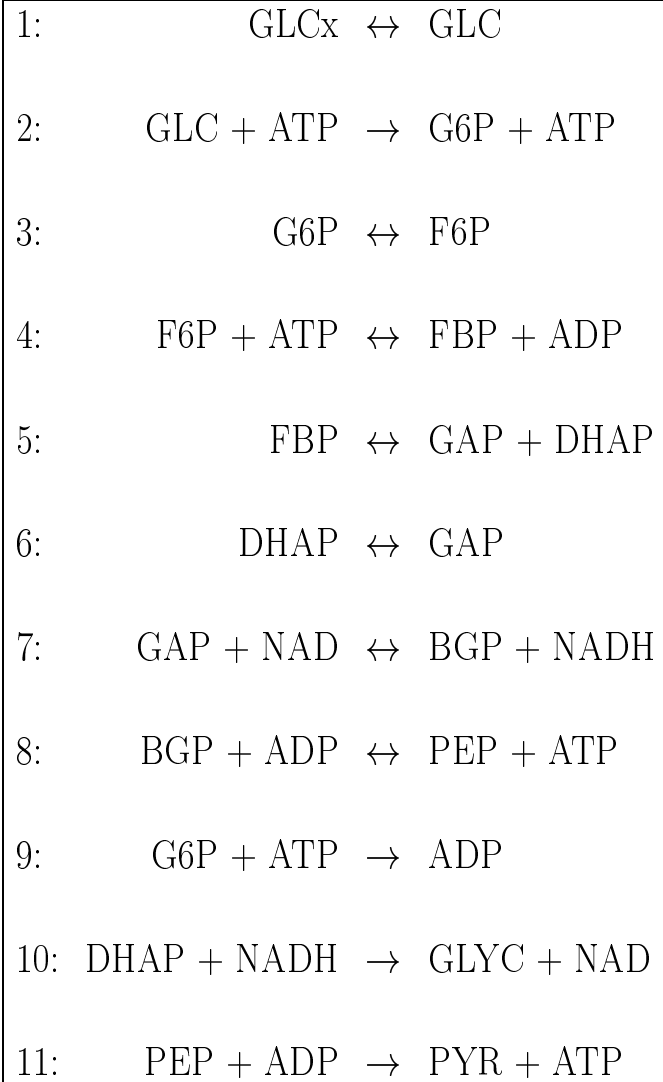 1: GLCx ↔ GLC
2: GLC + ATP → G6P + ATP
3: G6P ↔ F6P
4: F6P + ATP ↔ FBP + ADP
5: FBP ↔ GAP + DHAP
6: DHAP ↔ GAP
7: GAP + NAD ↔ BGP + NADH
8: BGP + ADP ↔ PEP + ATP
9: G6P + ATP → ADP
10: DHAP + NADH → GLYC + NAD
11: PEP + ADP → PYR + ATP